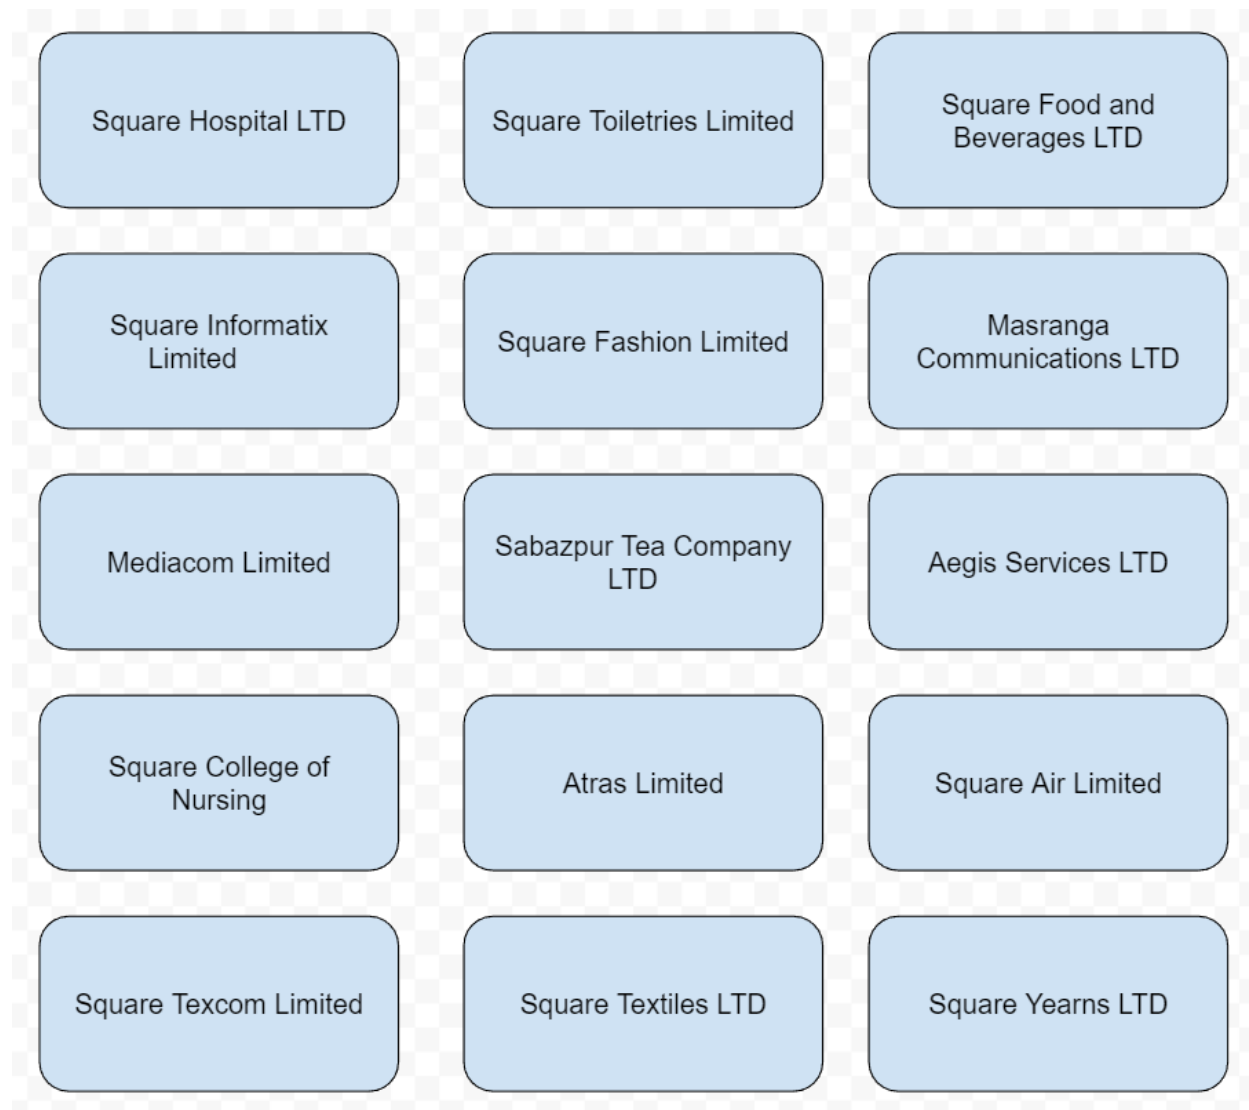 Square Hospital LTD
Square Toiletries Limited
Square Food and
Beverages LTD
Square Informatix
Limited
Square Fashion Limited
Masranga
Communications LTD
Mediacom Limited
Sabazpur Tea Company
LTD
Aegis Services LTD
Square College of
Nursing
Atras Limited
Square Air Limited
Square Texcom Limited
Square Textiles LTD
Square Yearns LTD